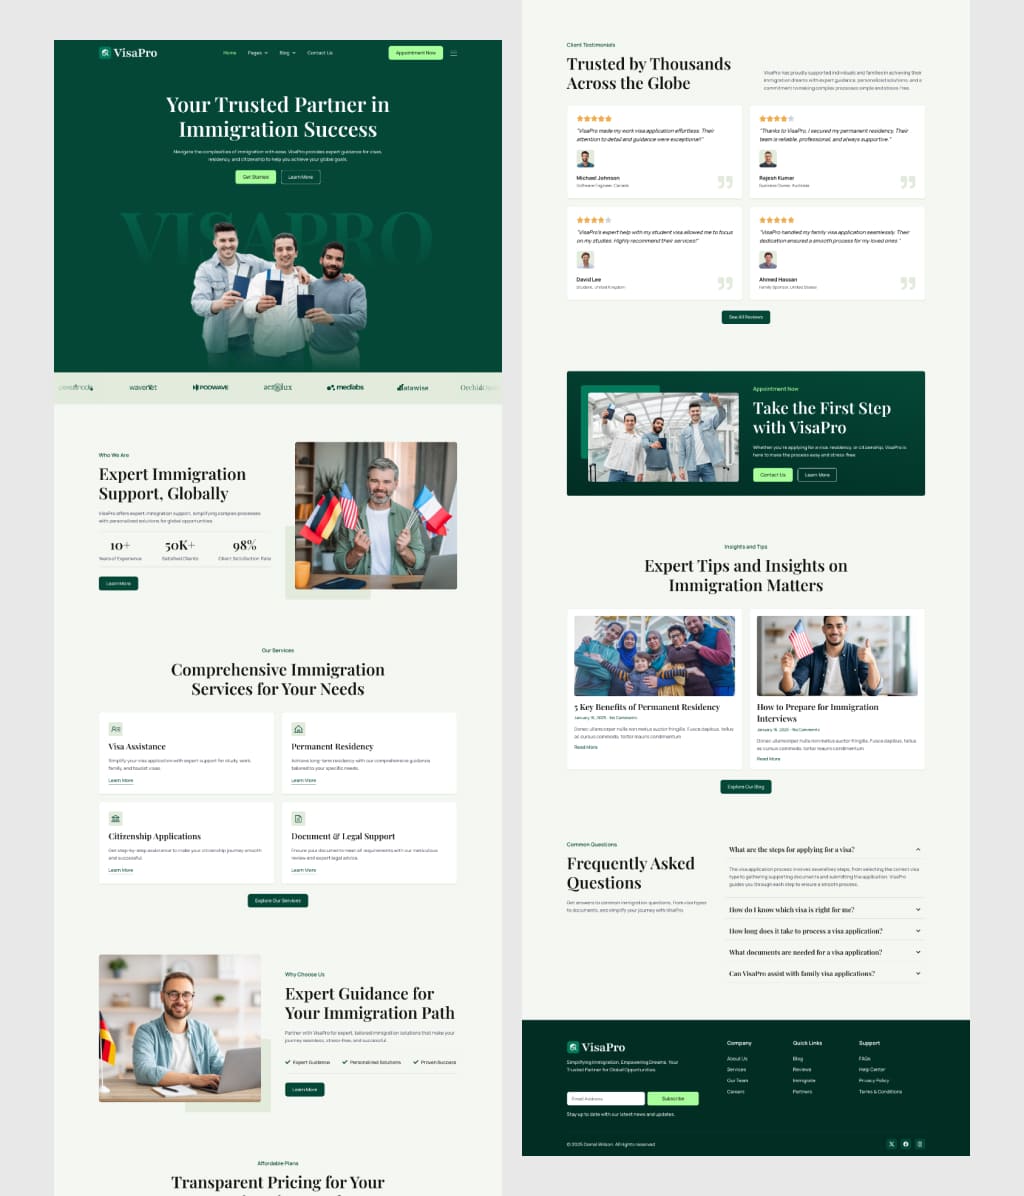 VisaPro
Home
Pages
Blog
Contact Us
Appointment Now
Your Trusted Partner in
Immigration Success
Navigate the complexities of immigration with ease. VisaPro provides expert guidance for visas,
residency, and citizenship to help you achieve your global goals.
Get Started
Learn More
VISAPRO
wavenet
PODWAVE
medlabs
Datawise
Who We Are
Expert Immigration
Support, Globally
VisaPro offers expert immigration support, simplifying complex processes
with personalized solutions for global opportunities.
10+
50K+
98%
Years of Experience
Satisfied Clients
Client Satisfaction Rate
Learn More
Our Services
Comprehensive Immigration
Services for Your Needs
Visa Assistance
Simplify your visa application with expert support for study, work,
family, and tourist visas.
Learn More
Permanent Residency
Achieve long-term residency with our comprehensive guidance
tailored to your specific needs.
Learn More
Citizenship Applications
Get step-by-step assistance to make your citizenship journey smooth
and successful.
Learn More
Document & Legal Support
Ensure your documents meet all requirements with our meticulous
review and expert legal advice.
Learn More
Explore Our Services
Why Choose Us
Expert Guidance for
Your Immigration Path
Partner with VisaPro for expert, tailored immigration solutions that make your
journey seamless, stress-free, and successful.
Expert Guidance
Personalized Solutions
Proven Success
Learn More
Affordable Plans
Transparent Pricing for Your
Client Testimonials
Trusted by Thousands
Across the Globe
VisaPro has proudly supported individuals and families in achieving their
immigration dreams with expert guidance, personalized solutions, and a
commitment to making complex processes simple and stress-free.
"VisaPro made my work visa application effortless. Their
attention to detail and guidance were exceptional!"
Michael Johnson
Software Engineer, Canada
"Thanks to VisaPro, I secured my permanent residency. Their
team is reliable, professional, and always supportive."
Rajesh Kumar
Business Owner, Australia
"VisaPro's expert help with my student visa allowed me to focus
on my studies. Highly recommend their services!"
David Lee
Student, United Kingdom
"VisaPro handled my family visa application seamlessly. Their
dedication ensured a smooth process for my loved ones."
Ahmed Hassan
Family Sponsor, United States
See All Reviews
Appointment Now
Take the First Step
with VisaPro
Whether you're applying for a visa, residency, or citizenship, VisaPro is
here to make the process easy and stress-free.
Contact Us
Learn More
Insights and Tips
Expert Tips and Insights on
Immigration Matters
5 Key Benefits of Permanent Residency
January 16, 2025 · No Comments
Donec ullamcorper nulla non metus auctor fringilla. Fusce dapibus, tellus
ac cursus commodo, tortor mauris condimentum
Read More
How to Prepare for Immigration
Interviews
January 16, 2025 · No Comments
Donec ullamcorper nulla non metus auctor fringilla. Fusce dapibus, tellus
ac cursus commodo, tortor mauris condimentum
Read More
Explore Our Blog
Common Questions
Frequently Asked
Questions
Get answers to common immigration questions, from visa types
to documents, and simplify your journey with VisaPro.
What are the steps for applying for a visa?
The visa application process involves several key steps, from selecting the correct visa
type to gathering supporting documents and submitting the application. VisaPro
guides you through each step to ensure a smooth process.
How do I know which visa is right for me?
How long does it take to process a visa application?
What documents are needed for a visa application?
Can VisaPro assist with family visa applications?
VisaPro
Simplifying Immigration, Empowering Dreams. Your
Trusted Partner for Global Opportunities.
Email Address
Subscribe
Stay up to date with our latest news and updates.
Company
About Us
Services
Our Team
Careers
Quick Links
Blog
Reviews
Immigrate
Partners
Support
FAQs
Help Center
Privacy Policy
Terms & Conditions
© 2025 Daniel Wilson. All rights reserved